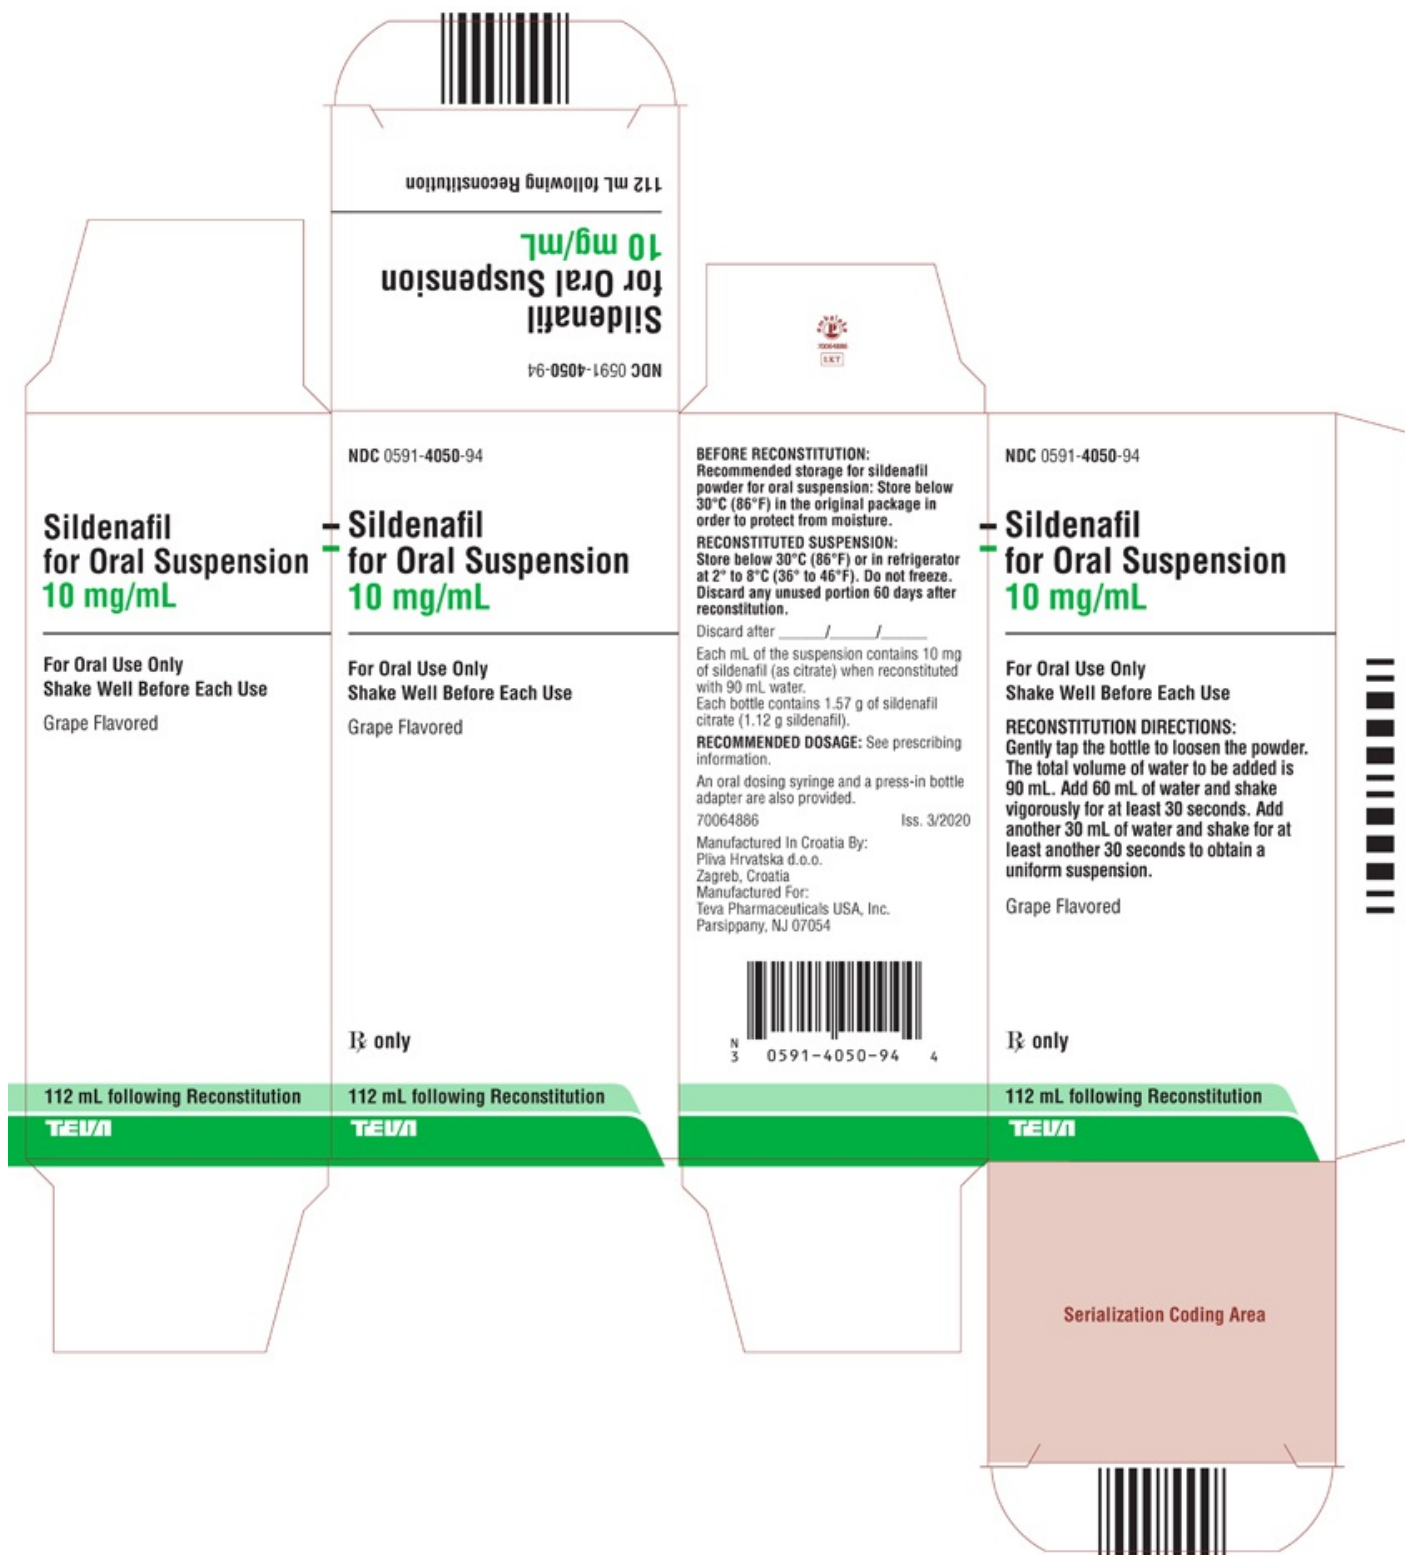 112 mL following Reconstitution
10 mg/mL
for Oral Suspension
Sildenafil
NDC 0591-4050-94
P
70064886
LKT
Sildenafil
for Oral Suspension
10 mg/mL
For Oral Use Only
Shake Well Before Each Use
Grape Flavored
112 mL following Reconstitution
TEVA
NDC 0591-4050-94
Sildenafil
for Oral Suspension
10 mg/mL
For Oral Use Only
Shake Well Before Each Use
Grape Flavored
Rx only
112 mL following Reconstitution
TEVA
BEFORE RECONSTITUTION:
Recommended storage for sildenafil
powder for oral suspension: Store below
30°C (86°F) in the original package in
order to protect from moisture.
RECONSTITUTED SUSPENSION:
Store below 30°C (86°F) or in refrigerator
at 2° to 8°C (36° to 46°F). Do not freeze.
Discard any unused portion 60 days after
reconstitution.
Discard after ______/______/______
Each mL of the suspension contains 10 mg
of sildenafil (as citrate) when reconstituted
with 90 mL water.
Each bottle contains 1.57 g of sildenafil
citrate (1.12 g sildenafil).
RECOMMENDED DOSAGE: See prescribing
information.
An oral dosing syringe and a press-in bottle
adapter are also provided.
70064886 Iss. 3/2020
Manufactured In Croatia By:
Pliva Hrvatska d.o.o.
Zagreb, Croatia
Manufactured For:
Teva Pharmaceuticals USA, Inc.
Parsippany, NJ 07054
N
3 0591-4050-94 4
NDC 0591-4050-94
Sildenafil
for Oral Suspension
10 mg/mL
For Oral Use Only
Shake Well Before Each Use
RECONSTITUTION DIRECTIONS:
Gently tap the bottle to loosen the powder.
The total volume of water to be added is
90 mL. Add 60 mL of water and shake
vigorously for at least 30 seconds. Add
another 30 mL of water and shake for at
least another 30 seconds to obtain a
uniform suspension.
Grape Flavored
Rx only
112 mL following Reconstitution
TEVA
Serialization Coding Area